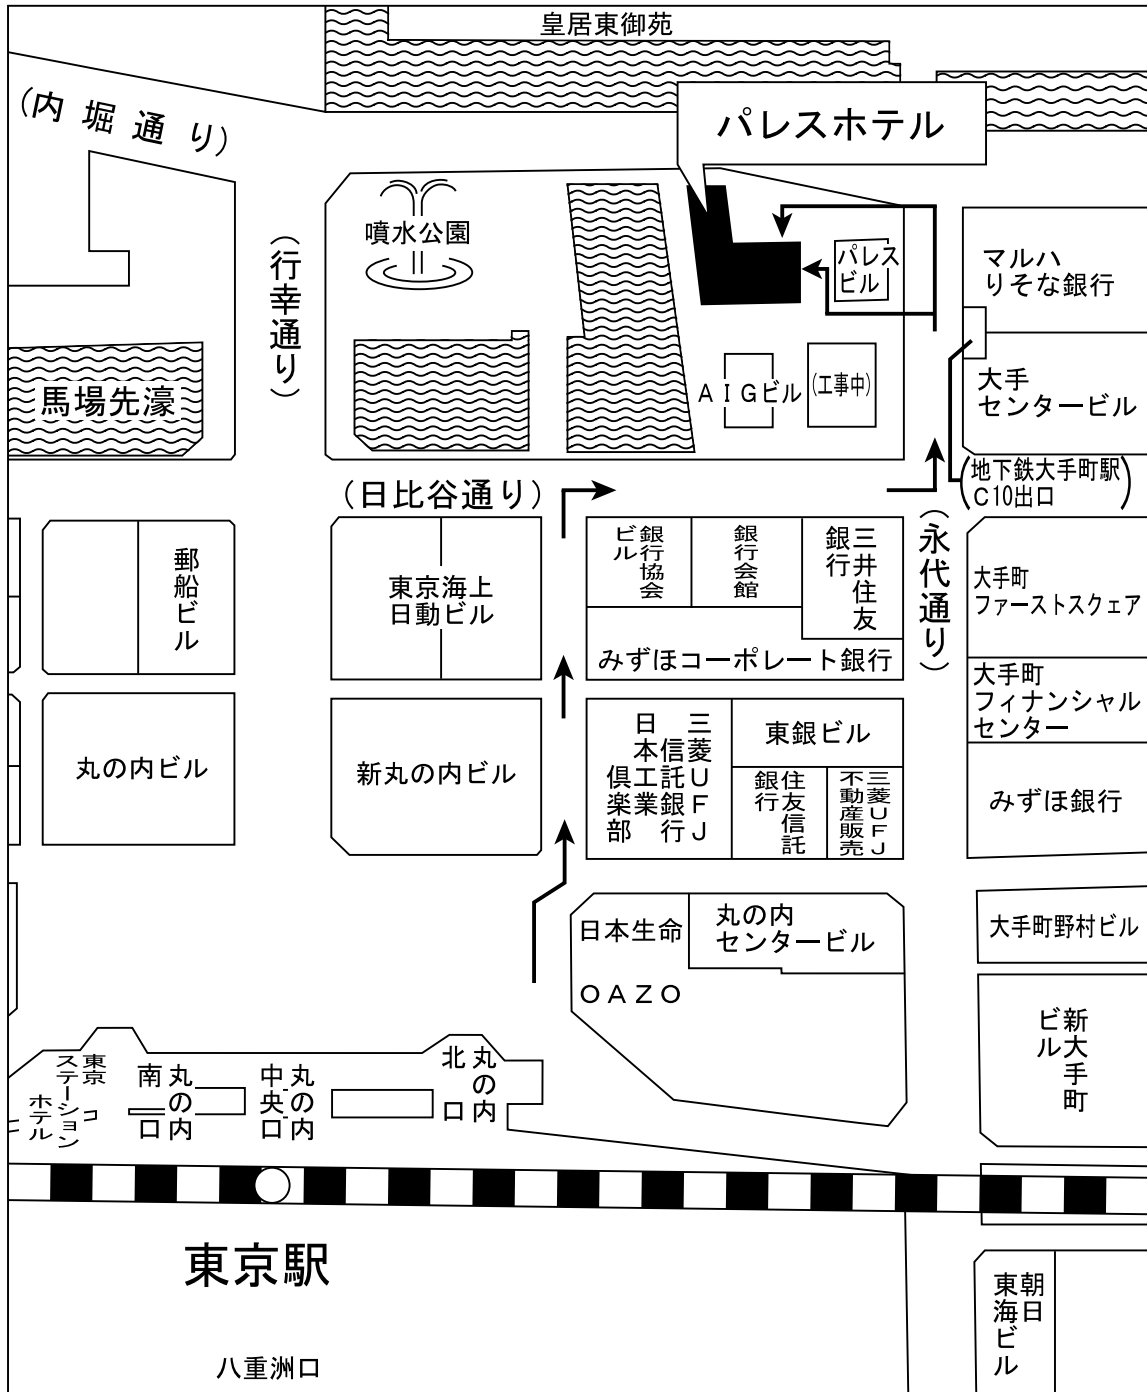 皇居東御苑
(内堀通り)
パレスホテル
噴水公園
(行幸通り)
パレス
ビル
マルハ
りそな銀行
馬場先濠
AIGビル
(工事中)
大手
センタービル
(地下鉄大手町駅
C10出口)
(日比谷通り)
(永代通り)
郵船ビル
東京海上
日動ビル
銀行協会
ビル
銀行会館
三井住友
銀行
みずほコーポレート銀行
大手町
ファーストスクェア
大手町
フィナンシャル
センター
丸の内ビル
新丸の内ビル
三菱UFJ
信託銀行
日本工業
倶楽部
東銀ビル
住友信託
銀行
三菱UFJ
不動産販売
みずほ銀行
日本生命
丸の内
センタービル
OAZO
大手町野村ビル
新大手町
ビル
東京
ステーション
ホテル
丸の内
南口
丸の内
中央口
丸の内
北口
東京駅
八重洲口
朝日
東海ビル